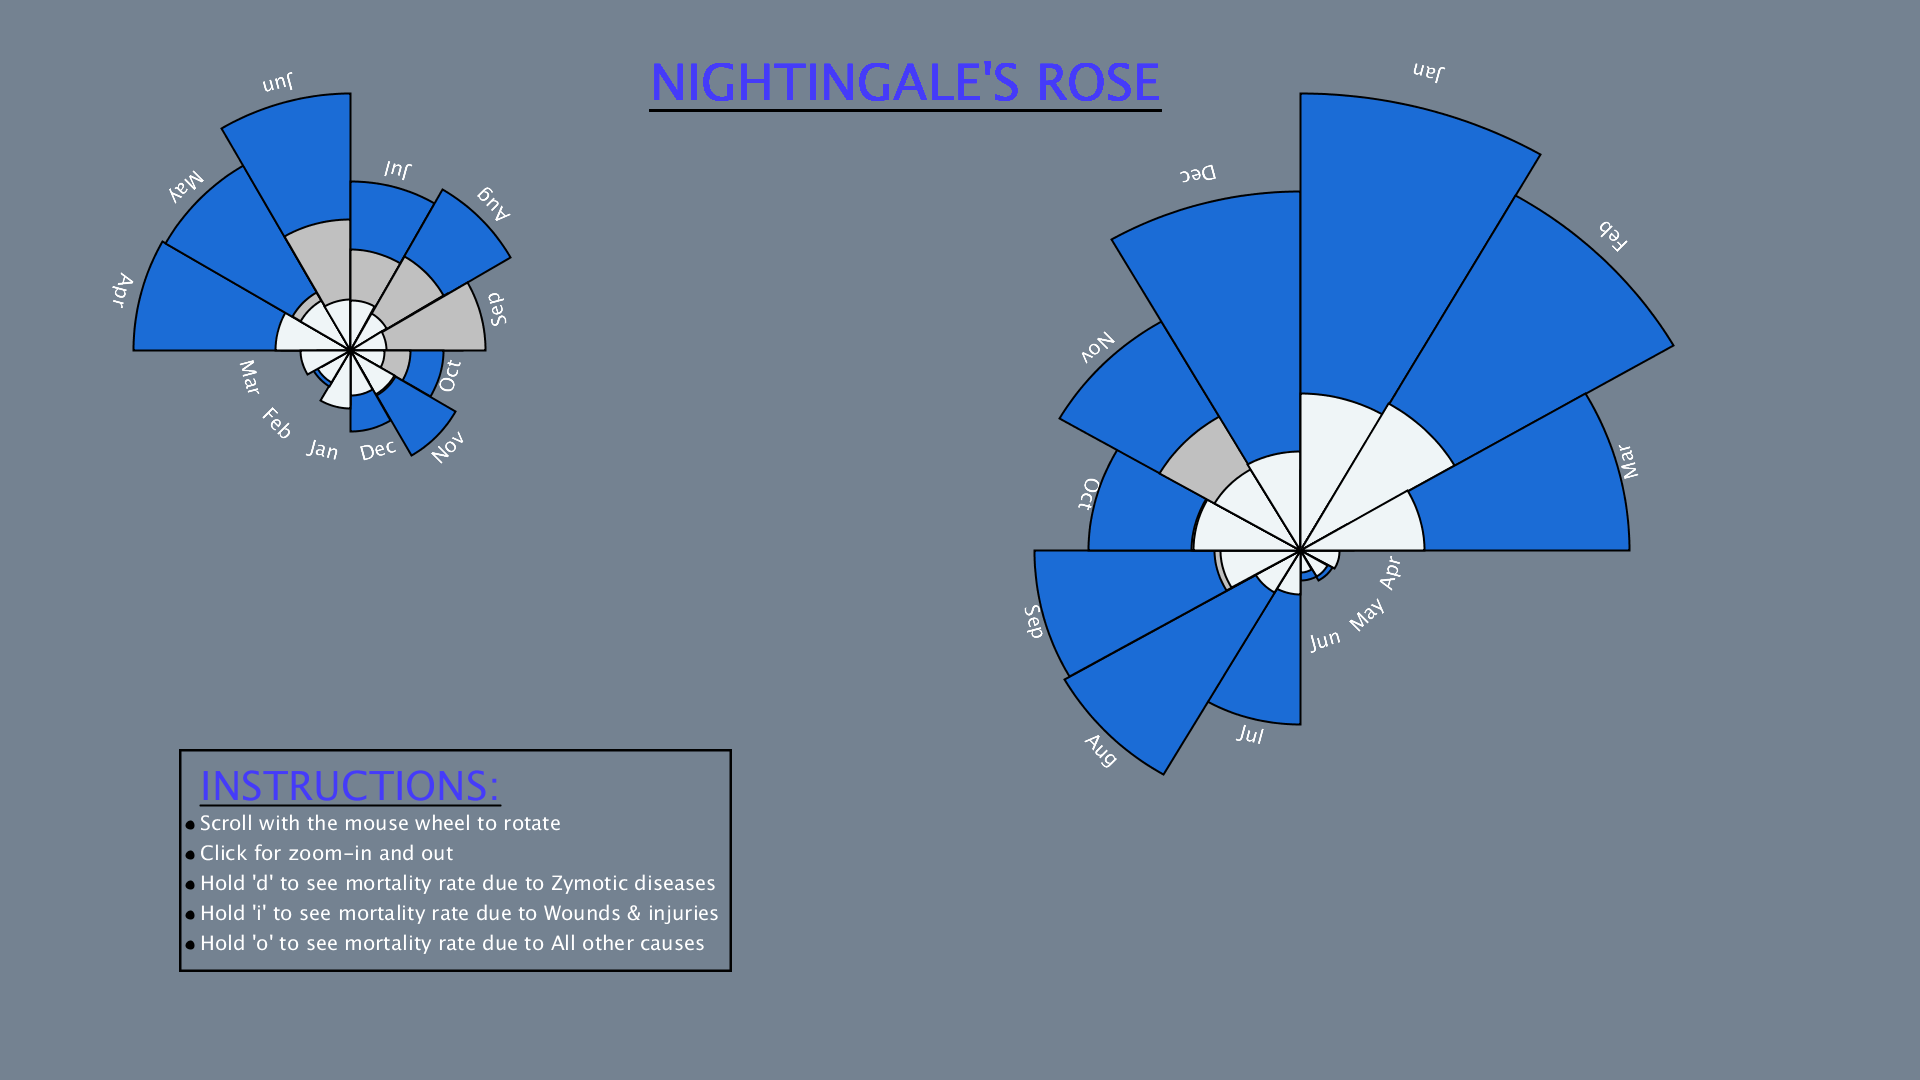 NIGHTINGALE'S ROSE
Jun
Jul
Aug
Sep
Oct
Nov
Dec
Jan
Feb
Mar
Apr
May
Jan
Feb
Mar
Apr
May
Jun
Jul
Aug
Sep
Oct
Nov
Dec
INSTRUCTIONS:
Scroll with the mouse wheel to rotate
Click for zoom-in and out
Hold 'd' to see mortality rate due to Zymotic diseases
Hold 'i' to see mortality rate due to Wounds & injuries
Hold 'o' to see mortality rate due to All other causes